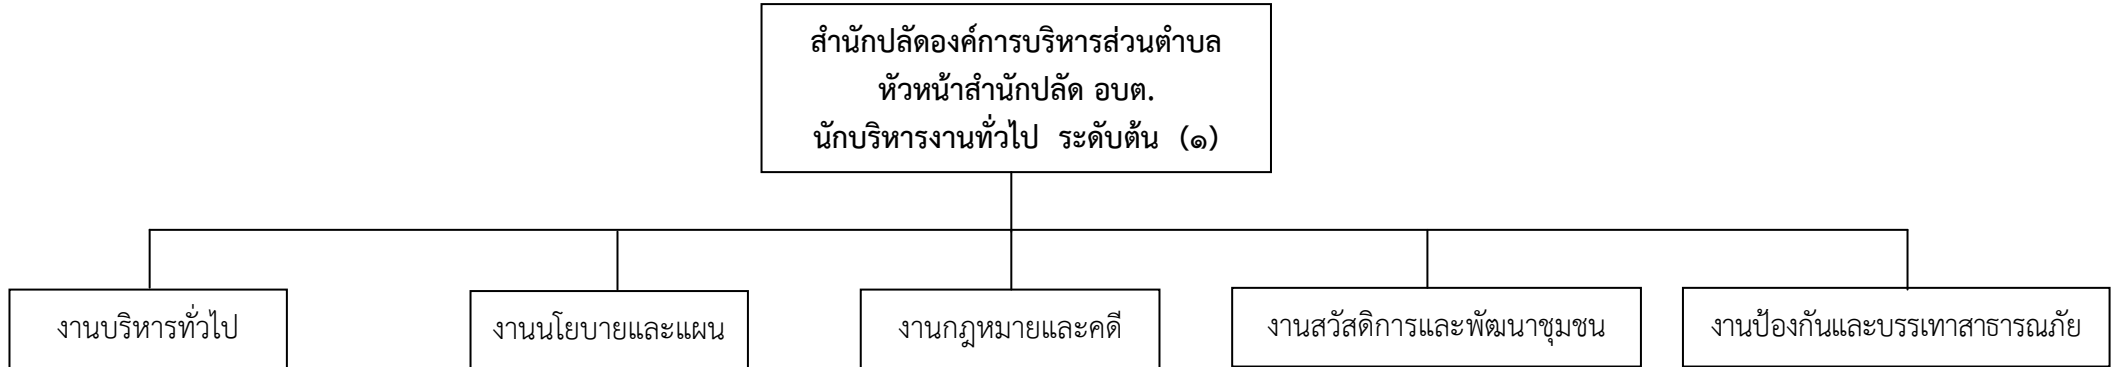 สำนักปลัดองค์การบริหารส่วนตำบล
หัวหน้าสำนักปลัด อบต.
นักบริหารงานทั่วไป ระดับต้น (๑)
งานบริหารทั่วไป
งานนโยบายและแผน
งานกฎหมายและคดี
งานสวัสดิการและพัฒนาชุมชน
งานป้องกันและบรรเทาสาธารณภัย